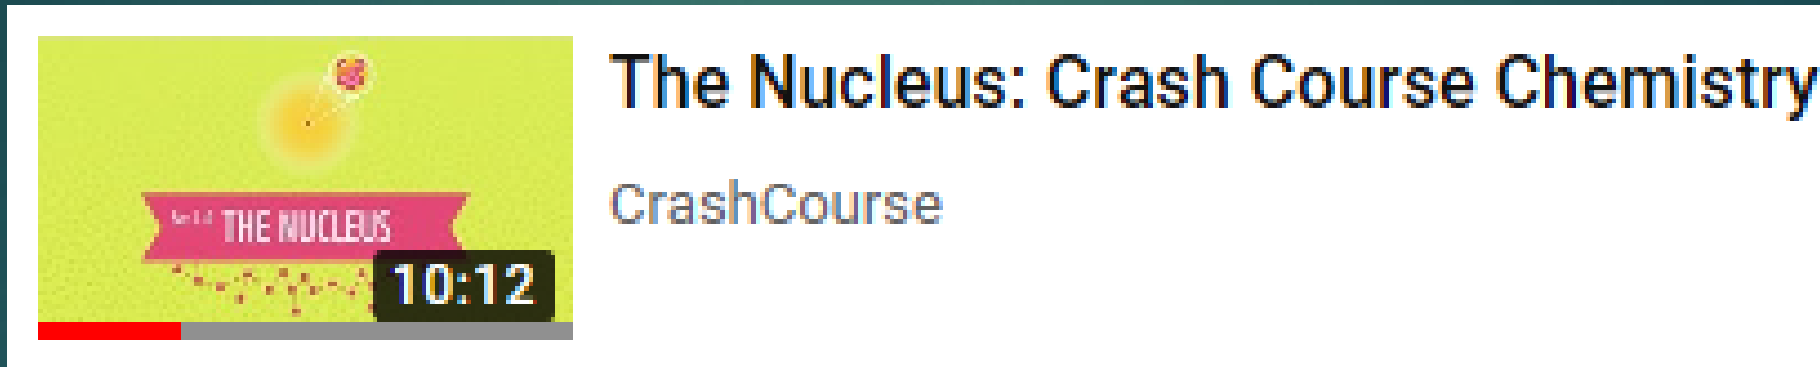 The Nucleus: Crash Course Chemistry
CrashCourse
THE NUCLEUS
10:12